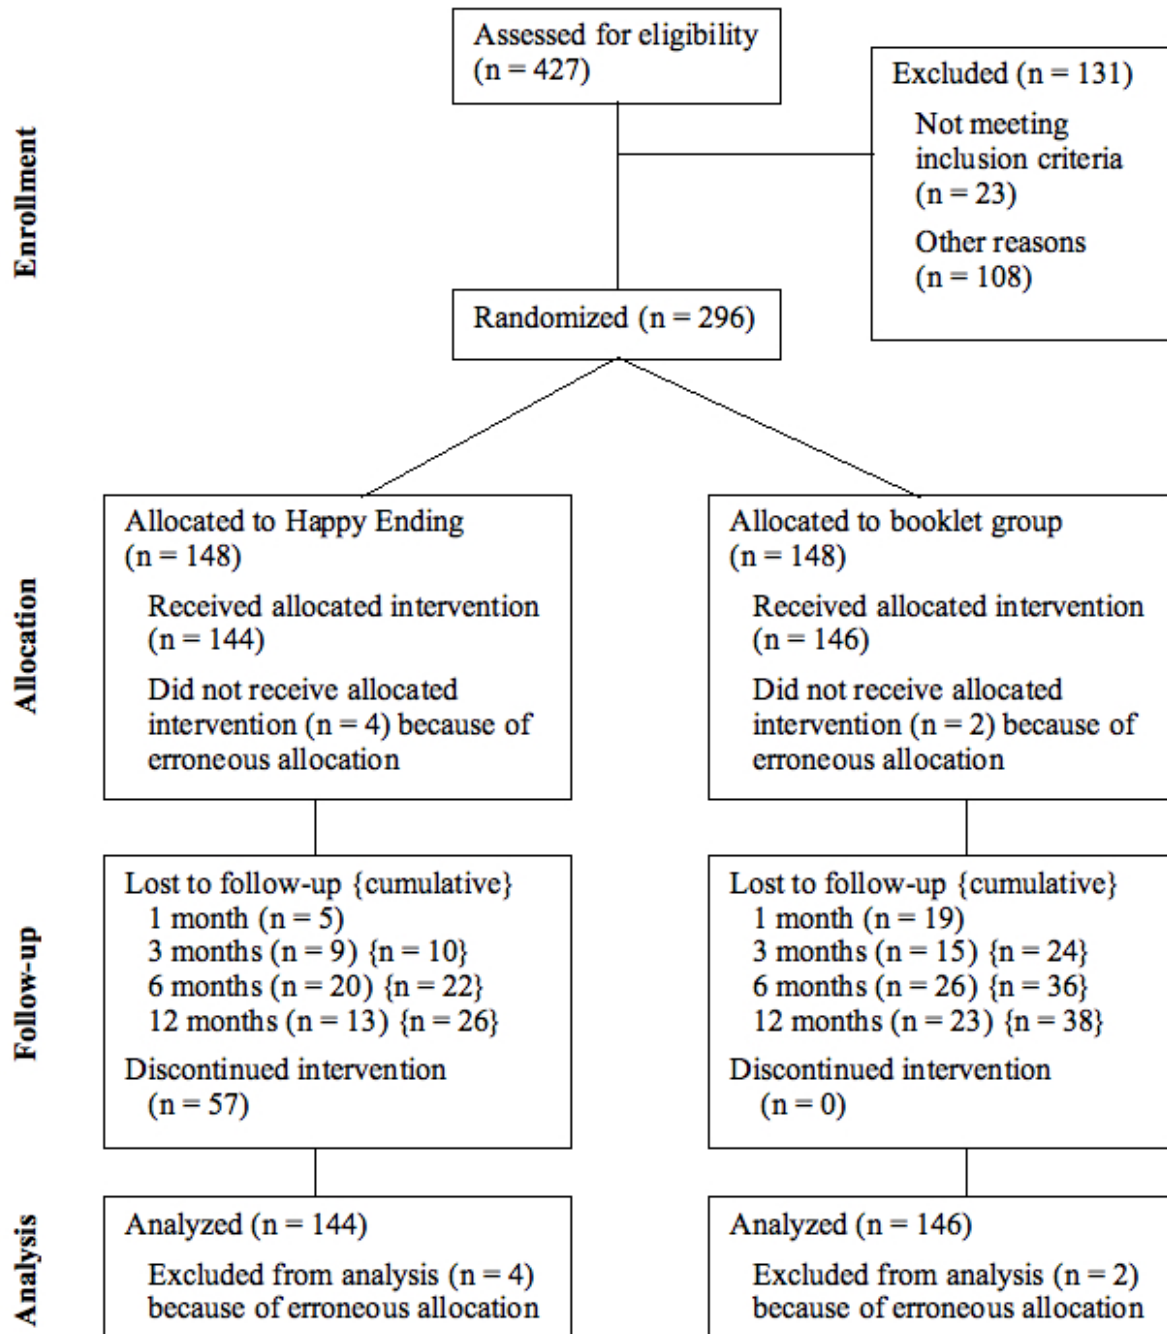 Enrollment
Assessed for eligibility
(n = 427)
Excluded (n = 131)
Not meeting
inclusion criteria
(n = 23)
Other reasons
(n = 108)
Randomized (n = 296)
Allocation
Allocated to Happy Ending
(n = 148)
Received allocated intervention
(n = 144)
Did not receive allocated
intervention (n = 4) because of
erroneous allocation
Allocated to booklet group
(n = 148)
Received allocated intervention
(n = 146)
Did not receive allocated
intervention (n = 2) because of
erroneous allocation
Follow-up
Lost to follow-up {cumulative}
1 month (n = 5)
3 months (n = 9) {n = 10}
6 months (n = 20) {n = 22}
12 months (n = 13) {n = 26}
Discontinued intervention
(n = 57)
Lost to follow-up {cumulative}
1 month (n = 19)
3 months (n = 15) {n = 24}
6 months (n = 26) {n = 36}
12 months (n = 23) {n = 38}
Discontinued intervention
(n = 0)
Analysis
Analyzed (n = 144)
Excluded from analysis (n = 4)
because of erroneous allocation
Analyzed (n = 146)
Excluded from analysis (n = 2)
because of erroneous allocation